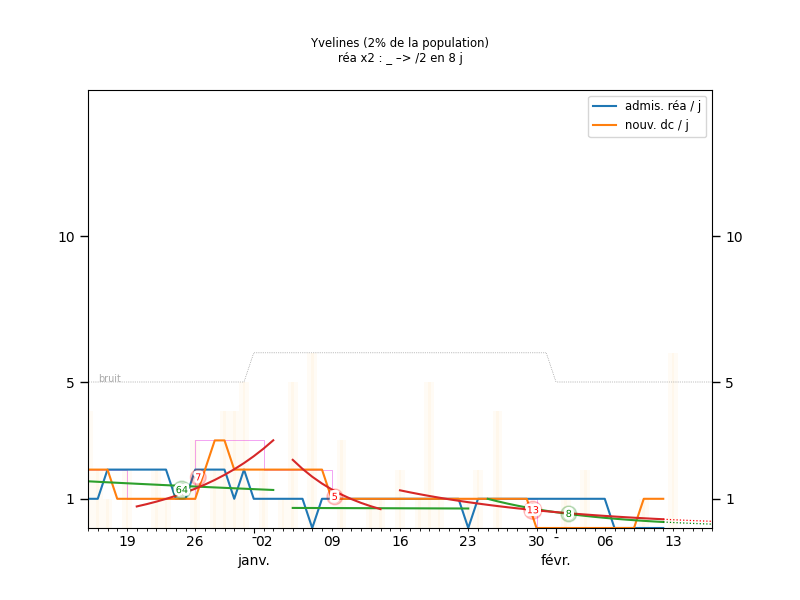 Yvelines (2% de la population)
réa x2 : _ –> /2 en 8 j
admis. réa / j
nouv. dc / j
10 10
bruit
5 5
7
64
5
13
8
1 1
19 26 02 09 16 23 30 - 06 13
janv. févr.